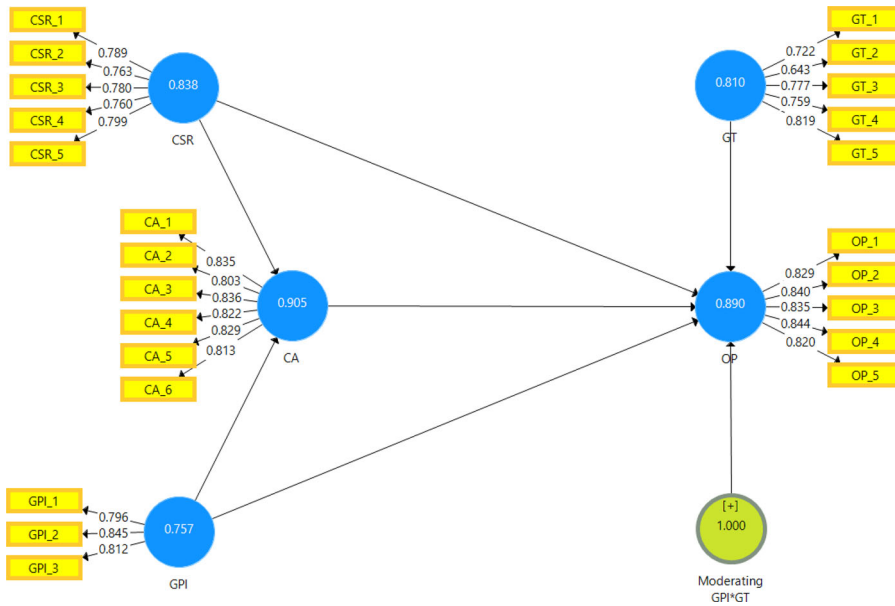 CSR_1
CSR_2
CSR_3
CSR_4
CSR_5
0.789
0.763
0.780
0.760
0.799
0.838
CSR
GT_1
GT_2
GT_3
GT_4
GT_5
0.722
0.643
0.777
0.759
0.819
0.810
GT
CA_1
CA_2
CA_3
CA_4
CA_5
CA_6
0.835
0.803
0.836
0.822
0.829
0.813
0.905
CA
OP_1
OP_2
OP_3
OP_4
OP_5
0.829
0.840
0.835
0.844
0.820
0.890
OP
GPI_1
GPI_2
GPI_3
0.796
0.845
0.812
0.757
GPI
[+]
1.000
Moderating
GPI*GT